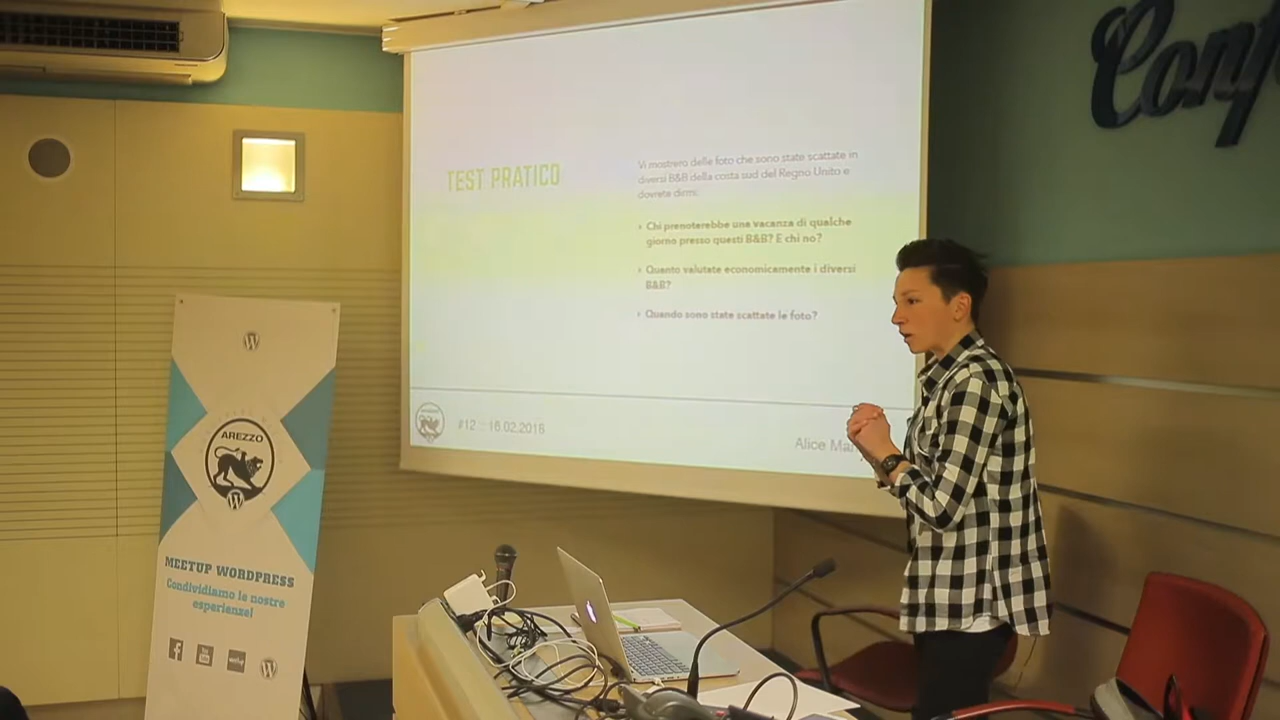 Conf
TEST PRATICO
Vi mostrerò delle foto che sono state scattate in
diversi B&B della costa sud del Regno Unito e
dovrete dirmi:
Chi prenoterebbe una vacanza di qualche
giorno presso questi B&B? E chi no?
Quanto valutate economicamente i diversi
B&B?
Quando sono state scattate le foto?
#12 :: 16.02.2016
Alice Mar
AREZZO
MEETUP WORDPRESS
Condividiamo le nostre
esperienze!
meetup